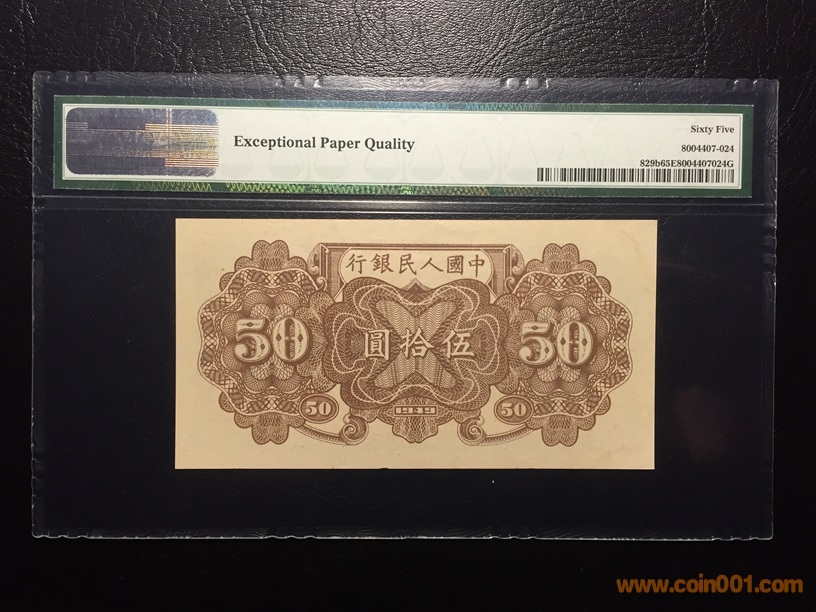 Sixty Five
Exceptional Paper Quality
8004407-024
829b65E8004407024G
行銀民人國中
50 圓拾伍 50
50 1949 50
www.coin001.com